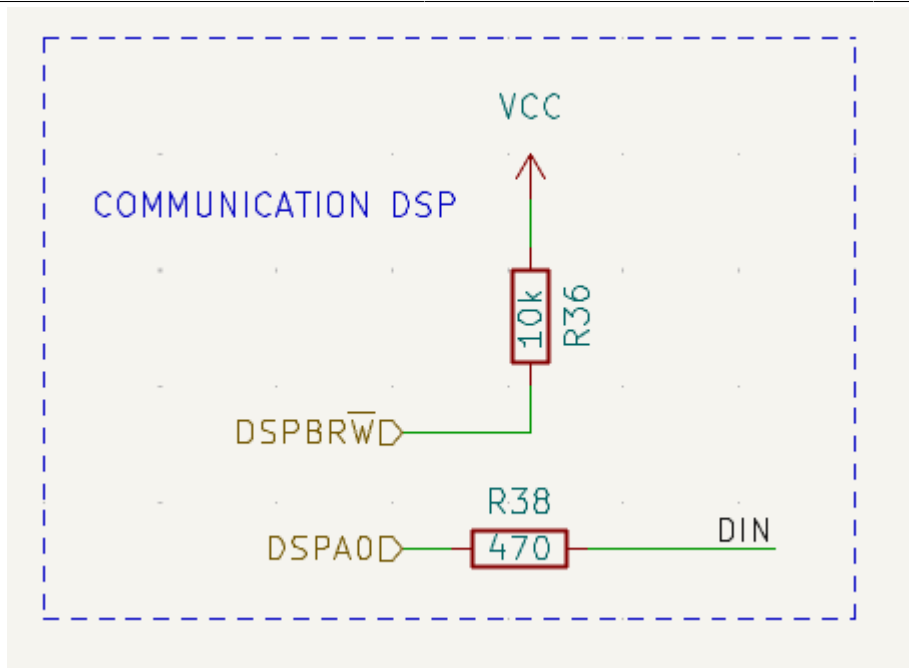 VCC
COMMUNICATION DSP
10k
R36
DSPBRW̅
R38
DSPA0
470
DIN